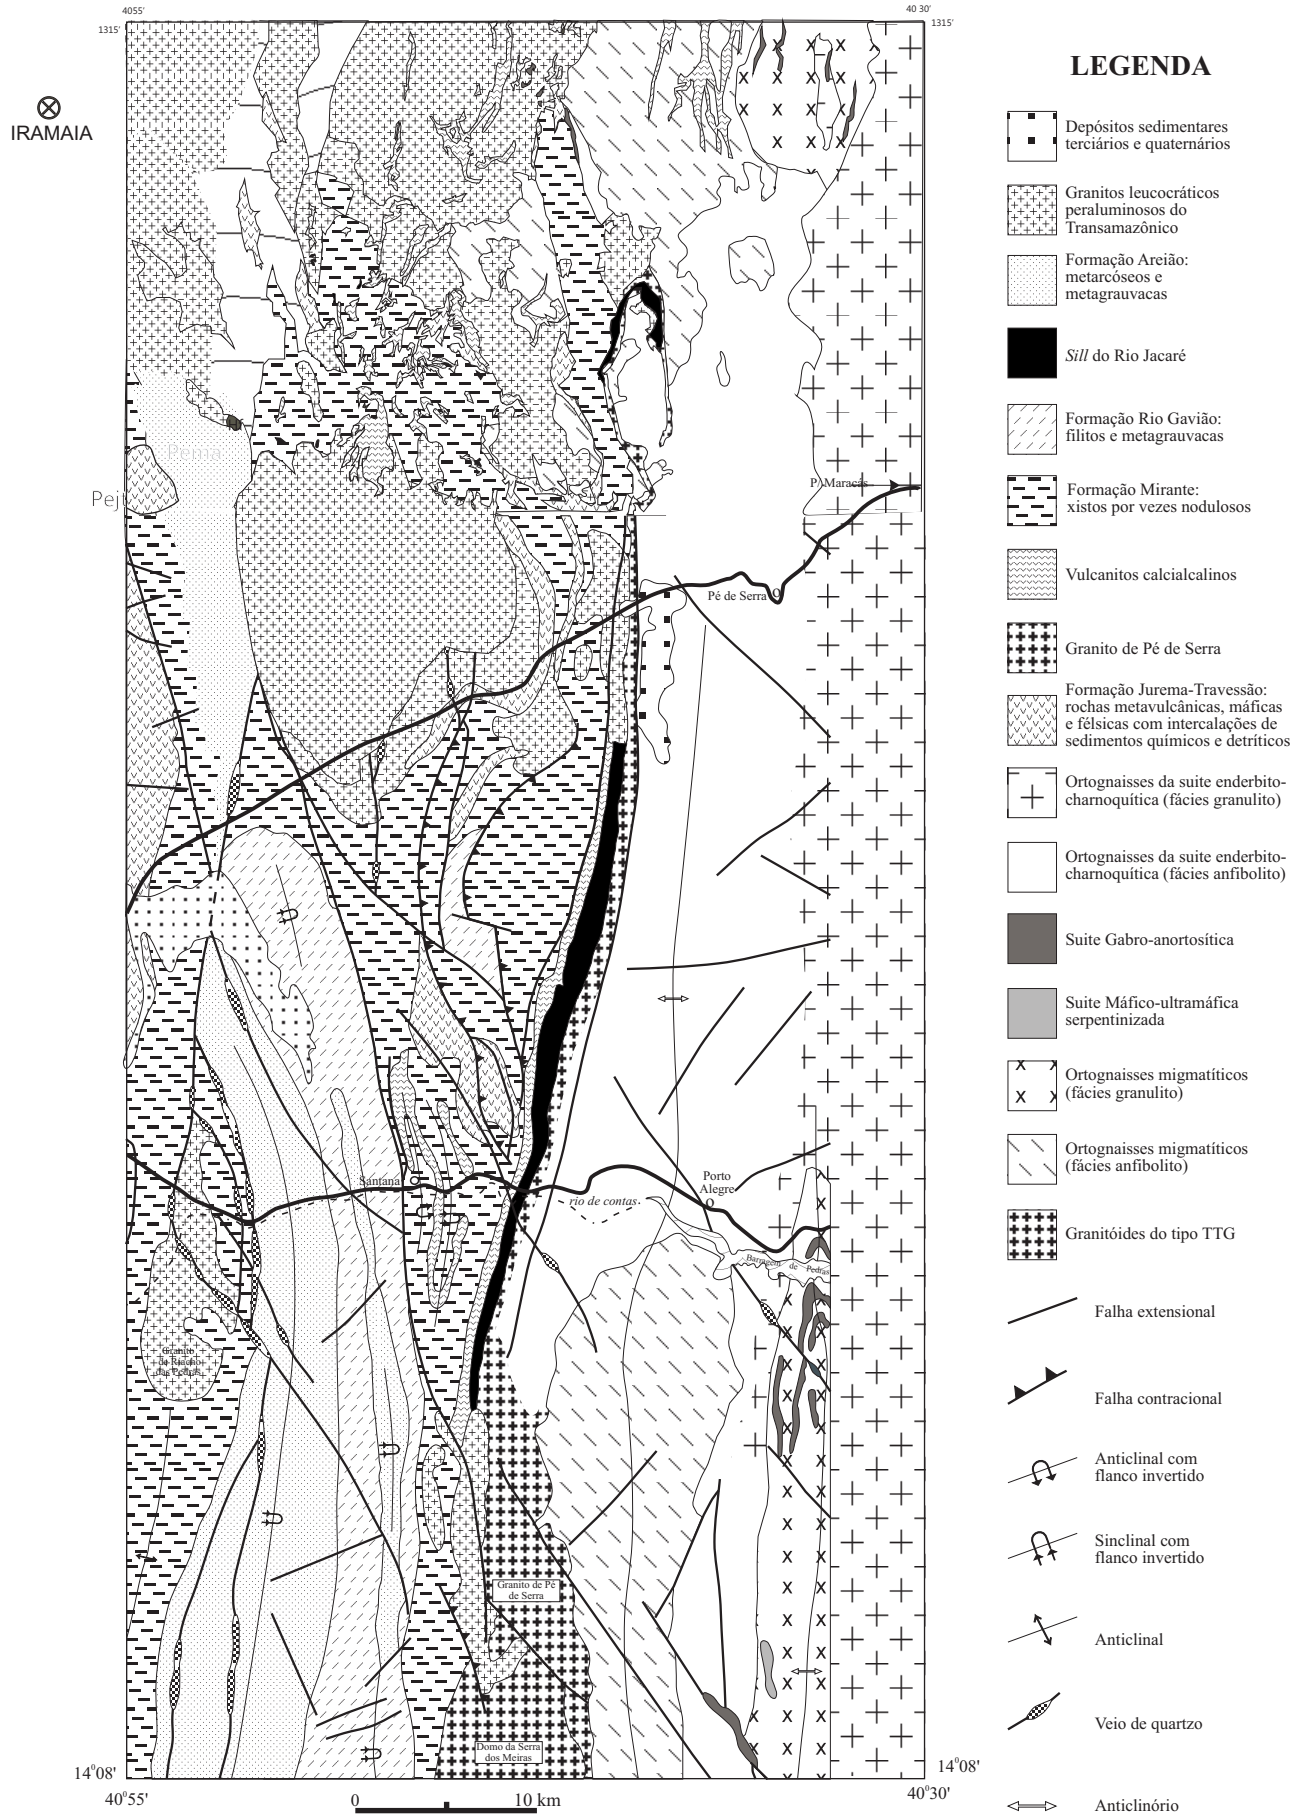 4055'
40 30'
1315'
1315'
IRAMAIA
P/ Maracás
Pé de Serra
Santana
rio de contas
Porto
Alegre
Barragem de Pedras
Granito
de Riacho
das Pedras
Granito de Pé
de Serra
Domo da Serra
dos Meiras
14°08'
14°08'
40°55'
40°30'
0 10 km
LEGENDA
Depósitos sedimentares
terciários e quaternários
Granitos leucocráticos
peraluminosos do
Transamazônico
Formação Areião:
metarcóseos e
metagrauvacas
Sill do Rio Jacaré
Formação Rio Gavião:
filitos e metagrauvacas
Formação Mirante:
xistos por vezes nodulosos
Vulcanitos calcialcalinos
Granito de Pé de Serra
Formação Jurema-Travessão:
rochas metavulcânicas, máficas
e félsicas com intercalações de
sedimentos químicos e detríticos
Ortognaisses da suite enderbito-
charnoquítica (fácies granulito)
Ortognaisses da suite enderbito-
charnoquítica (fácies anfibolito)
Suite Gabro-anortosítica
Suite Máfico-ultramáfica
serpentinizada
Ortognaisses migmatíticos
(fácies granulito)
Ortognaisses migmatíticos
(fácies anfibolito)
Granitóides do tipo TTG
Falha extensional
Falha contracional
Anticlinal com
flanco invertido
Sinclinal com
flanco invertido
Anticlinal
Veio de quartzo
Anticlinório